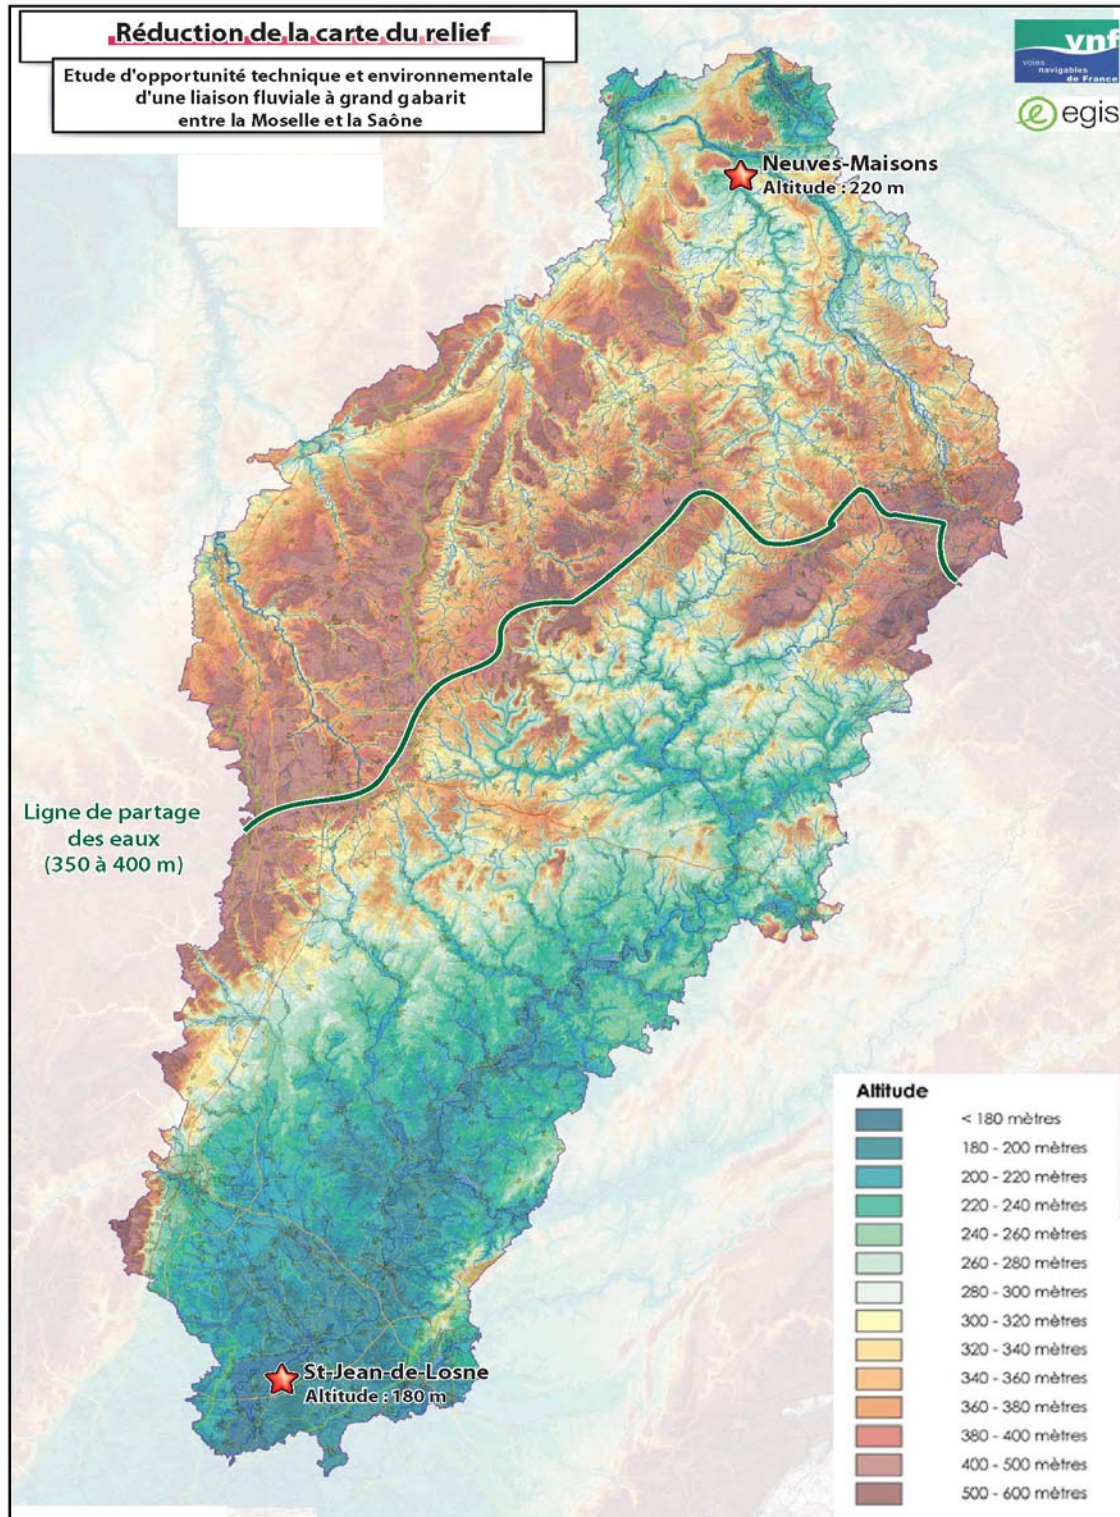 Réduction de la carte du relief
Etude d'opportunité technique et environnementale
d'une liaison fluviale à grand gabarit
entre la Moselle et la Saône
vnf
voies
navigables
de France
egis
Neuves-Maisons
Altitude : 220 m
Ligne de partage
des eaux
(350 à 400 m)
St-Jean-de-Losne
Altitude : 180 m
Altitude
< 180 mètres
180 - 200 mètres
200 - 220 mètres
220 - 240 mètres
240 - 260 mètres
260 - 280 mètres
280 - 300 mètres
300 - 320 mètres
320 - 340 mètres
340 - 360 mètres
360 - 380 mètres
380 - 400 mètres
400 - 500 mètres
500 - 600 mètres